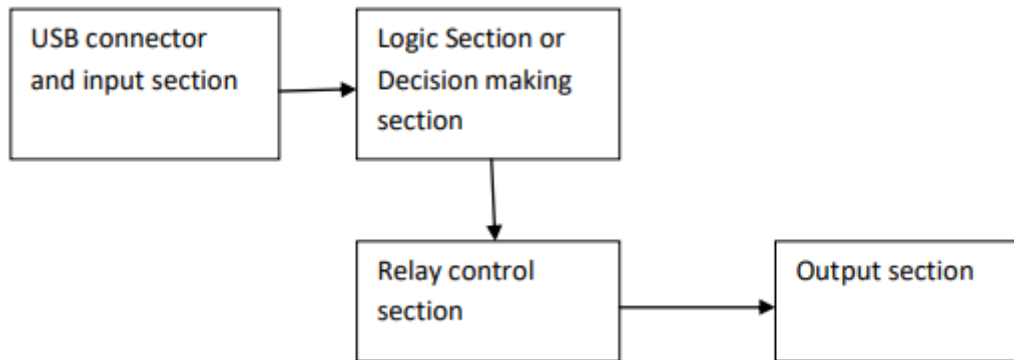 USB connector
and input section
Logic Section or
Decision making
section
Relay control
section
Output section